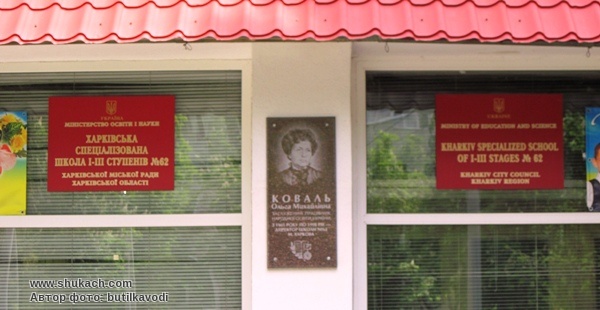 УКРАЇНА
МІНІСТЕРСТВО ОСВІТИ І НАУКИ
ХАРКІВСЬКА
СПЕЦІАЛІЗОВАНА
ШКОЛА І-ІІІ СТУПЕНІВ №62
ХАРКІВСЬКОЇ МІСЬКОЇ РАДИ
ХАРКІВСЬКОЇ ОБЛАСТІ
КОВАЛЬ
Ольга Михайлівна
UKRAINE
MINISTRY OF EDUCATION AND SCIENCE
KHARKIV SPECIALIZED SCHOOL
OF I-III STAGES № 62
KHARKIV CITY COUNCIL
KHARKIV REGION
www.shukach.com
Автор фото: butilkavodi